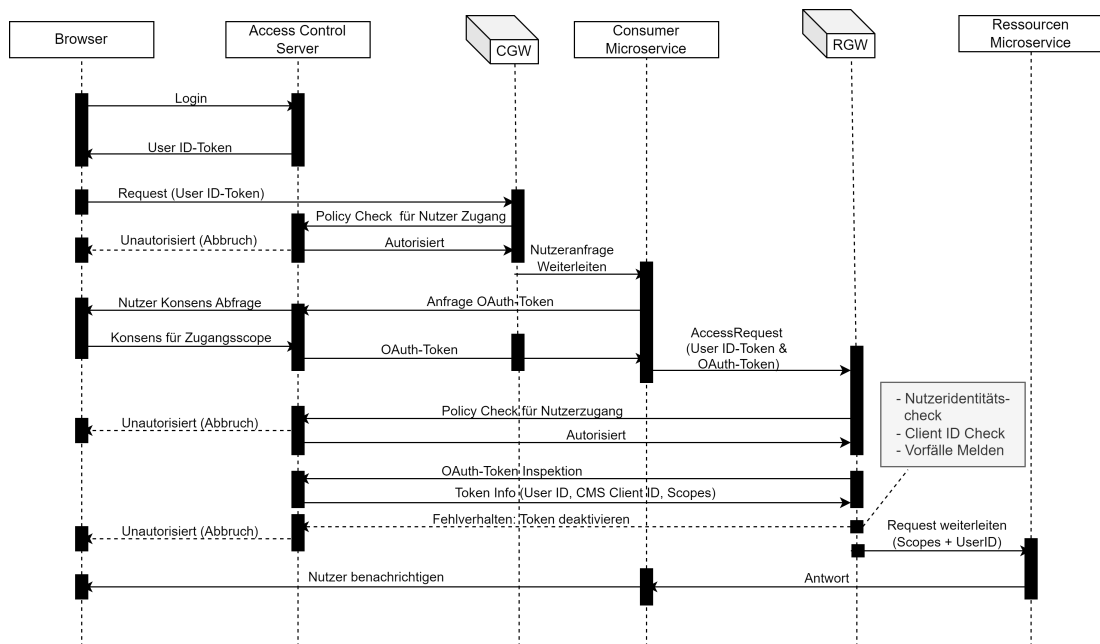 Browser
Access Control
Server
CGW
Consumer
Microservice
RGW
Ressourcen
Microservice
Login
User ID-Token
Request (User ID-Token)
Policy Check für Nutzer Zugang
Unautorisiert (Abbruch)
Autorisiert
Nutzeranfrage
Weiterleiten
Nutzer Konsens Abfrage
Anfrage OAuth-Token
Konsens für Zugangsscope
OAuth-Token
AccessRequest
(User ID-Token &
OAuth-Token)
- Nutzeridentitäts-
check
- Client ID Check
- Vorfälle Melden
Policy Check für Nutzerzugang
Unautorisiert (Abbruch)
Autorisiert
OAuth-Token Inspektion
Token Info (User ID, CMS Client ID, Scopes)
Fehlverhalten: Token deaktivieren
Unautorisiert (Abbruch)
Request weiterleiten
(Scopes + UserID)
Nutzer benachrichtigen
Antwort